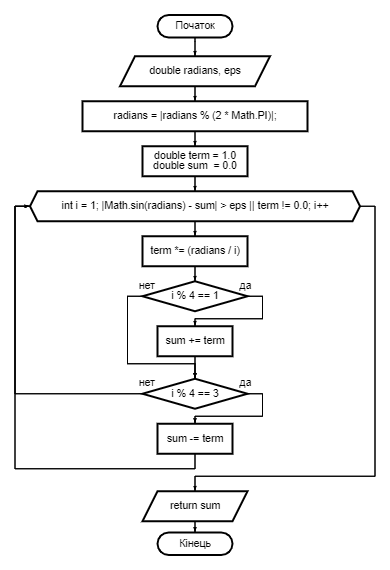 Початок
double radians, eps
radians = |radians % (2 * Math.PI)|;
double term = 1.0
double sum = 0.0
int i = 1; |Math.sin(radians) - sum| > eps || term != 0.0; i++
term *= (radians / i)
нет
i % 4 == 1
да
sum += term
нет
i % 4 == 3
да
sum -= term
return sum
Кінець